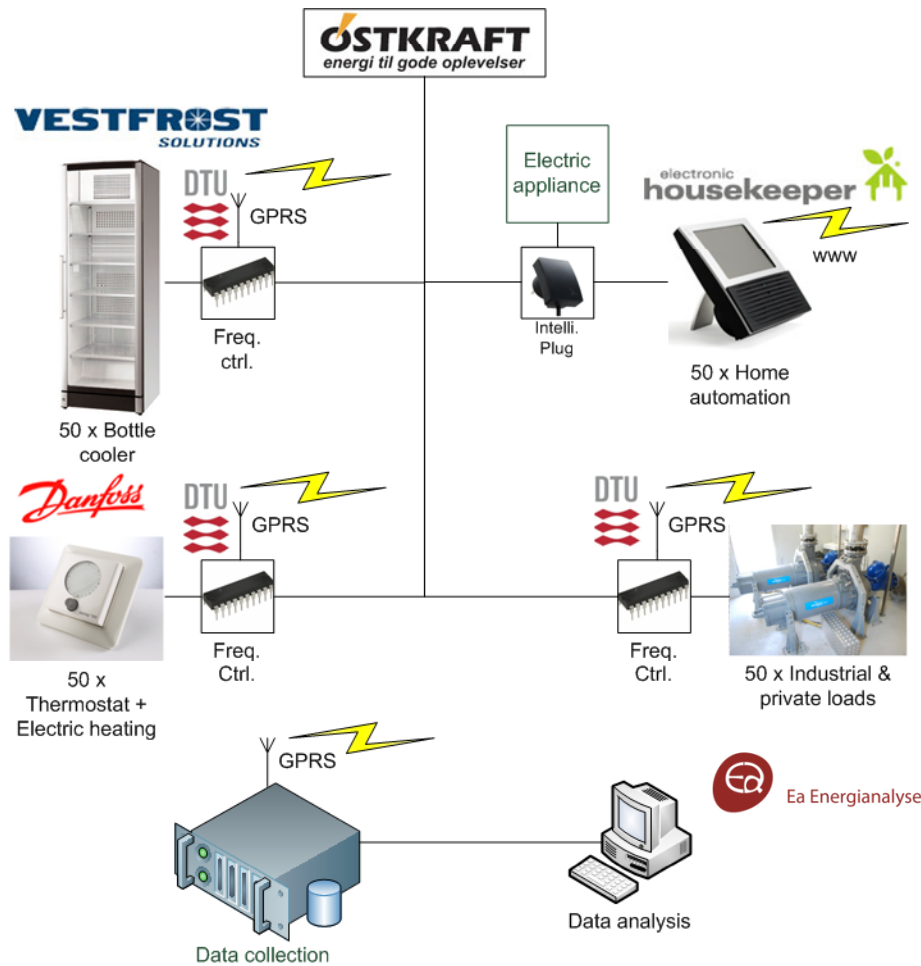 ÖSTKRAFT
energi til gode oplevelser
VESTFROST
SOLUTIONS
DTU
GPRS
Freq.
ctrl.
50 x Bottle
cooler
Electric
appliance
Intelli.
Plug
electronic
housekeeper
www
50 x Home
automation
Danfoss
DTU
GPRS
Freq.
Ctrl.
50 x
Thermostat +
Electric heating
DTU
GPRS
Freq.
Ctrl.
50 x Industrial &
private loads
GPRS
Data collection
Data analysis
Ea Energianalyse